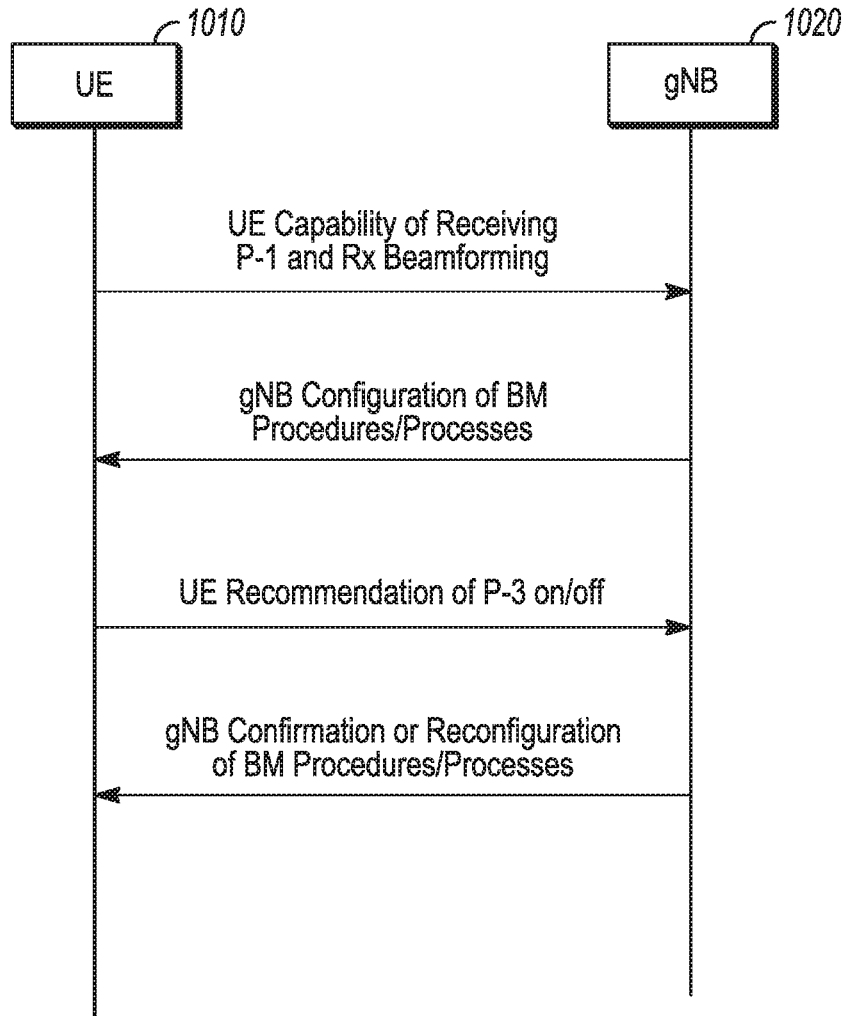 1010
1020
UE
gNB
UE Capability of Receiving
P-1 and Rx Beamforming
gNB Configuration of BM
Procedures/Processes
UE Recommendation of P-3 on/off
gNB Confirmation or Reconfiguration
of BM Procedures/Processes